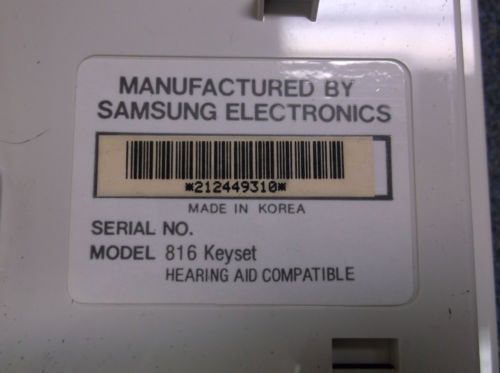 MANUFACTURED BY
SAMSUNG ELECTRONICS
*212449310*
MADE IN KOREA
SERIAL NO.
MODEL 816 Keyset
HEARING AID COMPATIBLE